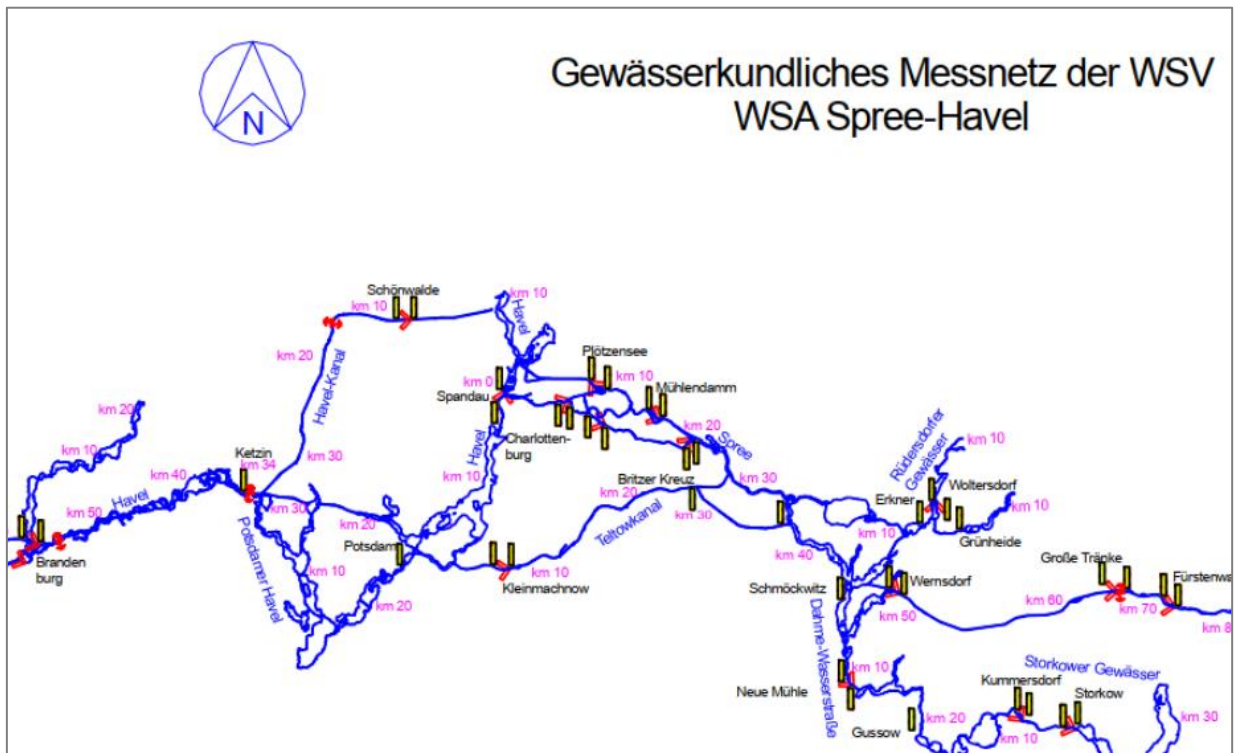 Gewässerkundliches Messnetz der WSV
WSA Spree-Havel
N
Schönwalde
km 10
km 10
Havel
km 20
Havel-Kanal
km 30
Plötzensee
km 10
km 0
Spandau
Mühlendamm
km 20
Charlotten-
burg
Havel
km 10
Spree
km 20
km 10
Ketzin
km 34
km 40
Havel
km 50
km 30
km 20
Branden
burg
Potsdamer Havel
km 10
Potsdam
km 20
Britzer Kreuz
km 20
km 30
km 30
Teltowkanal
km 10
Kleinmachnow
Rüdersdorfer
Gewässer
km 10
Erkner
Woltersdorf
km 10
km 10
Grünheide
km 40
Schmöckwitz
Wernsdorf
km 50
km 60
Große Tränke
km 70
Fürstenwa
km 8
Dahme-Wasserstraße
km 10
Neue Mühle
Gussow
km 20
Storkower Gewässer
Kummersdorf
Storkow
km 10
km 30